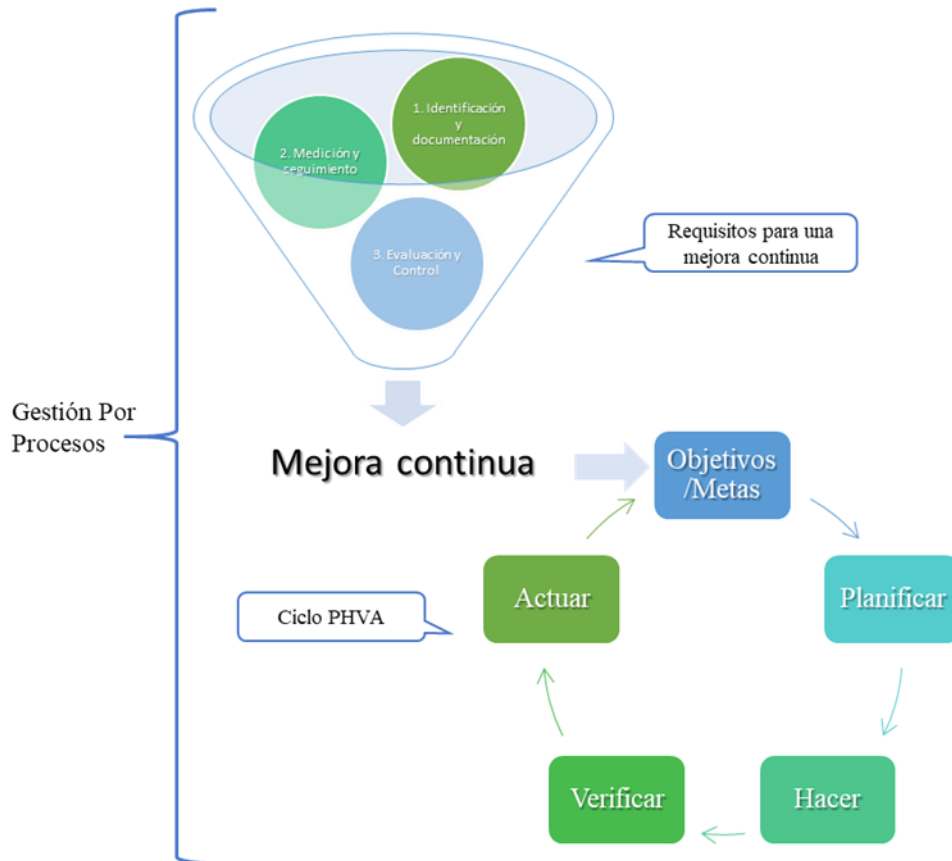 1. Identificación
y
documentación
2. Medición y
seguimiento
3. Evaluación y
Control
Requisitos para una
mejora continua
Gestión Por
Procesos
Mejora continua
Objetivos
/Metas
Actuar
Planificar
Ciclo PHVA
Verificar
Hacer